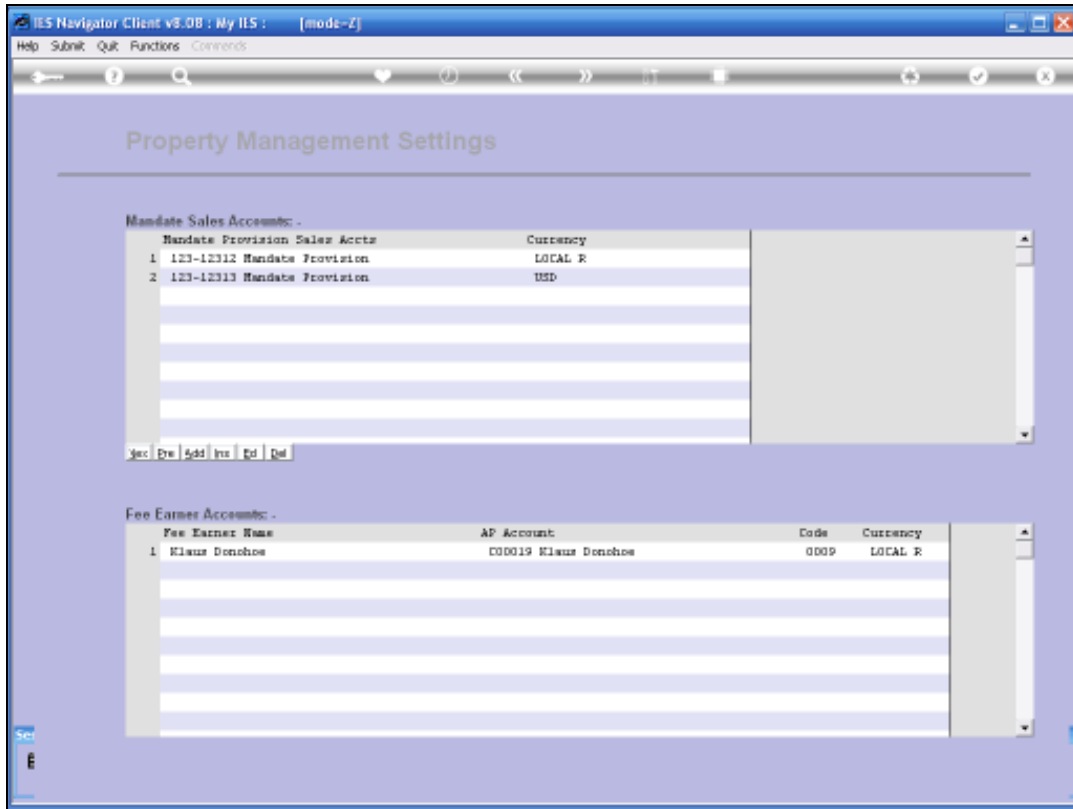 IES Navigator Client v8.08 : My IES : [mode=Z]
Help Submit Quit Functions Commends
Property Management Settings
Mandate Sales Accounts: -
Mandate Provision Sales Accts Currency
1 123-12312 Mandate Provision LOCAL R
2 123-12313 Mandate Provision USD
Nex Pre Add Ins Ed Del
Fee Earner Accounts: -
Fee Earner Name AP Account Code Currency
1 Klaus Donohoe C00019 Klaus Donohoe 0009 LOCAL R
Ses